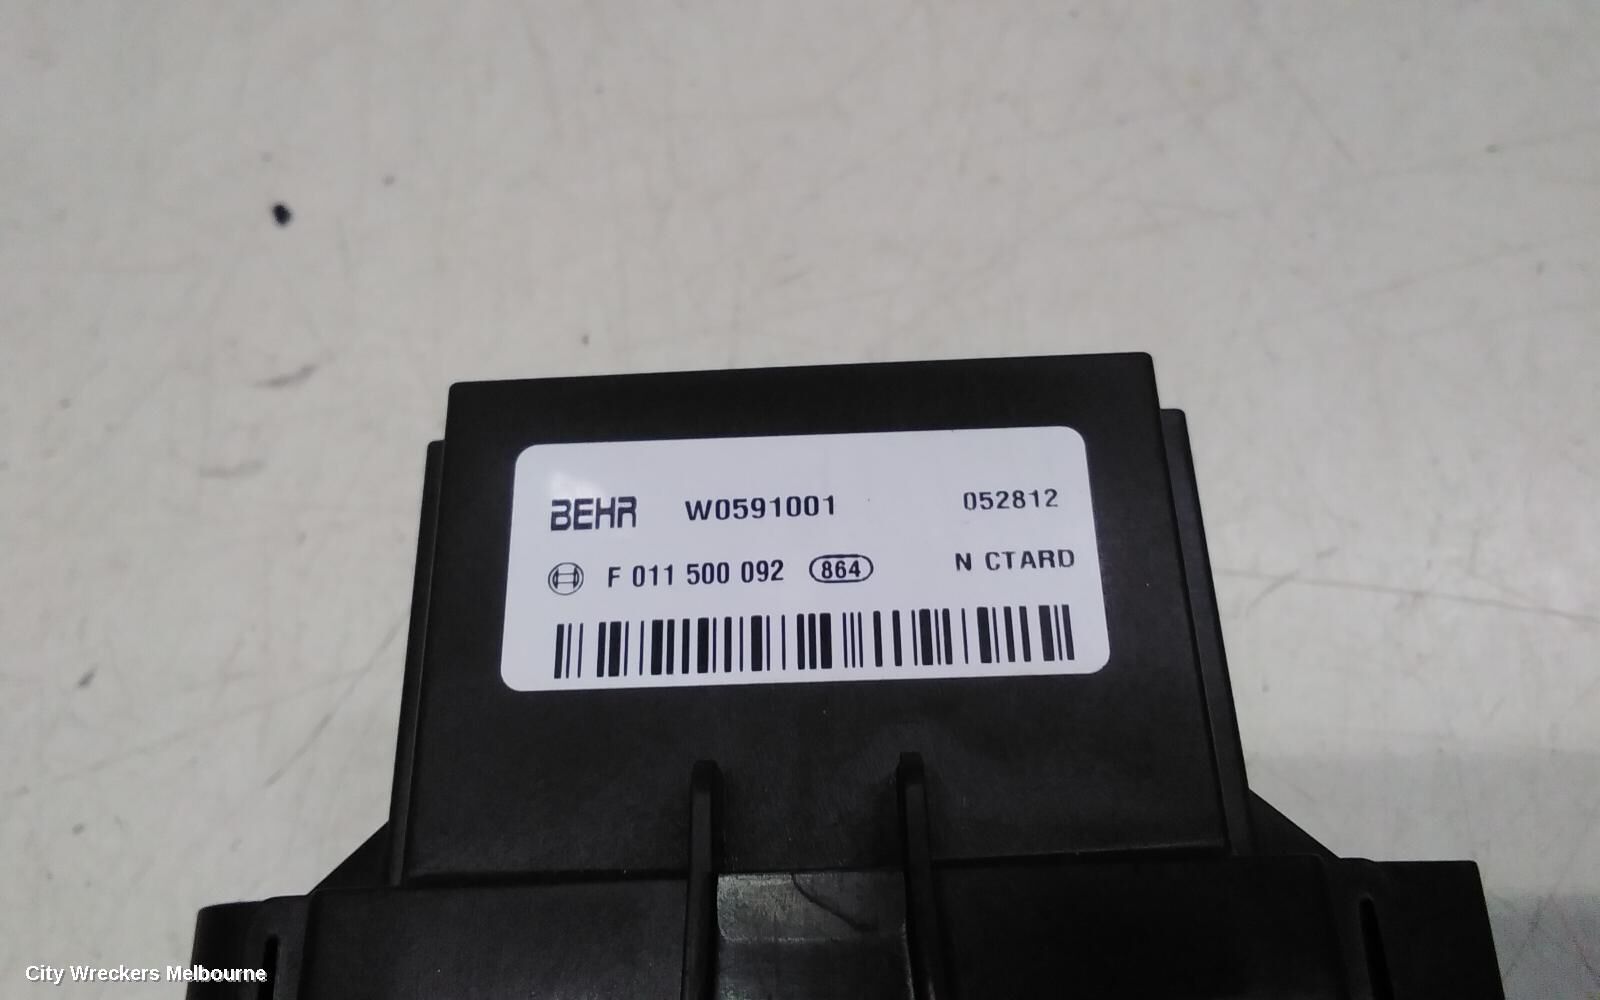 BEHR W0591001 052812
F 011 500 092 864 N CTARD
City Wreckers Melbourne